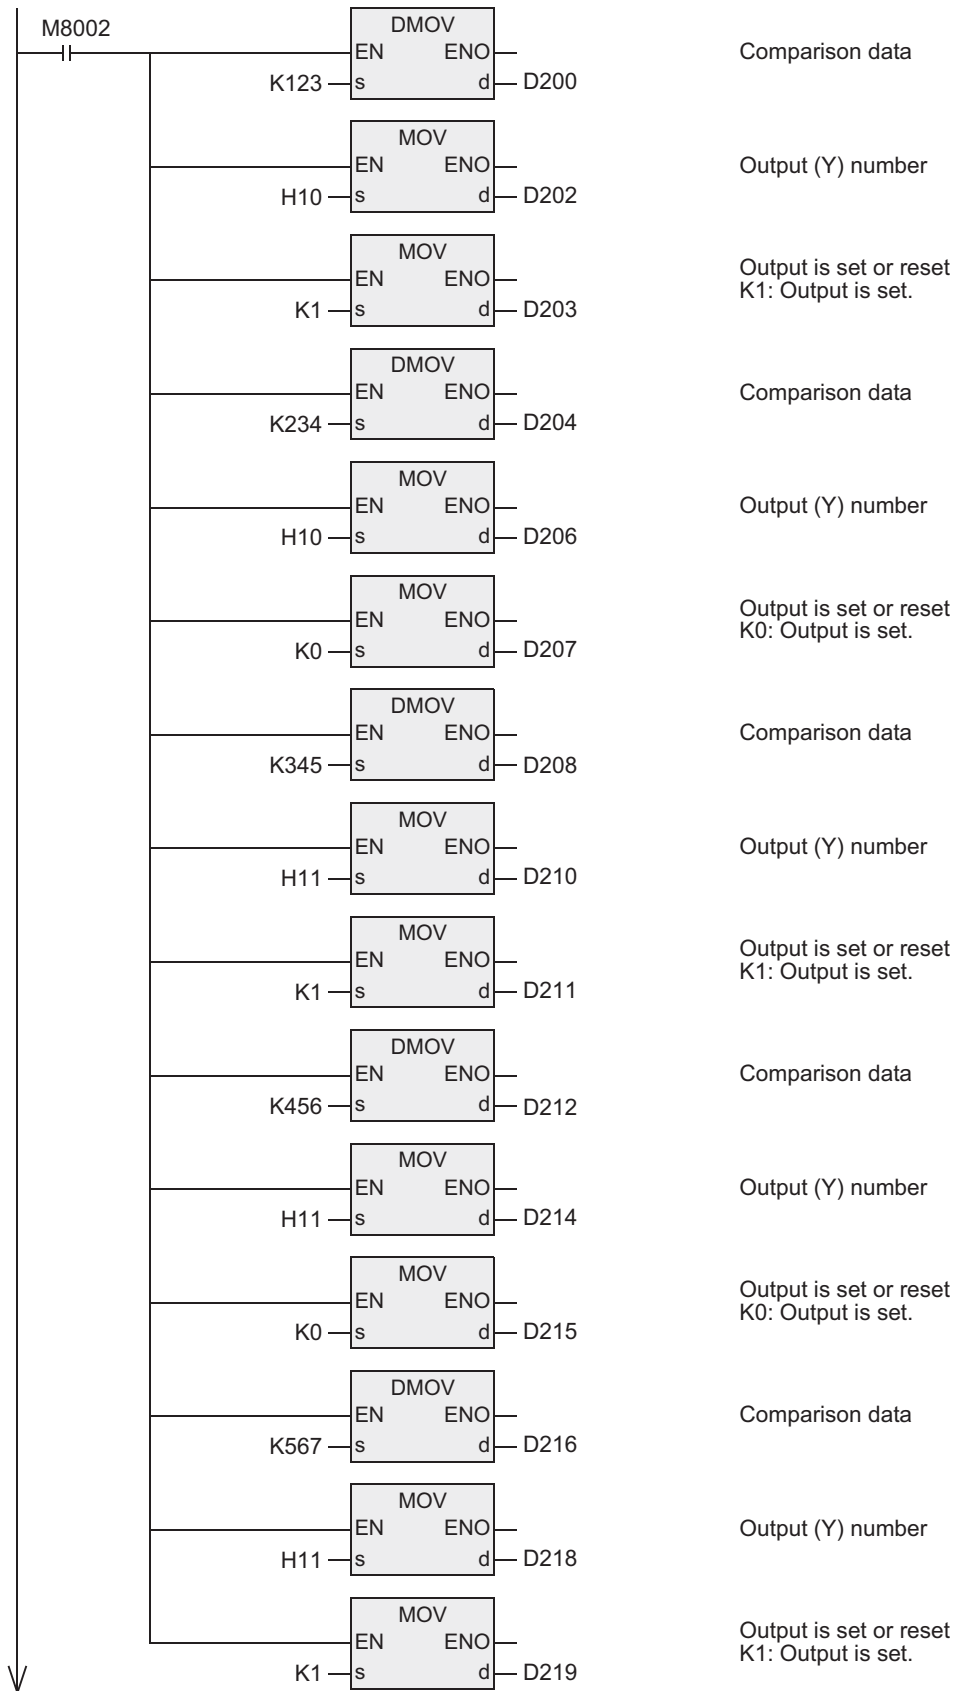 M8002
DMOV
EN ENO
Comparison data
K123 s d D200
MOV
EN ENO
Output (Y) number
H10 s d D202
MOV
EN ENO
Output is set or reset
K1: Output is set.
K1 s d D203
DMOV
EN ENO
Comparison data
K234 s d D204
MOV
EN ENO
Output (Y) number
H10 s d D206
MOV
EN ENO
Output is set or reset
K0: Output is set.
K0 s d D207
DMOV
EN ENO
Comparison data
K345 s d D208
MOV
EN ENO
Output (Y) number
H11 s d D210
MOV
EN ENO
Output is set or reset
K1: Output is set.
K1 s d D211
DMOV
EN ENO
Comparison data
K456 s d D212
MOV
EN ENO
Output (Y) number
H11 s d D214
MOV
EN ENO
Output is set or reset
K0: Output is set.
K0 s d D215
DMOV
EN ENO
Comparison data
K567 s d D216
MOV
EN ENO
Output (Y) number
H11 s d D218
MOV
EN ENO
Output is set or reset
K1: Output is set.
K1 s d D219